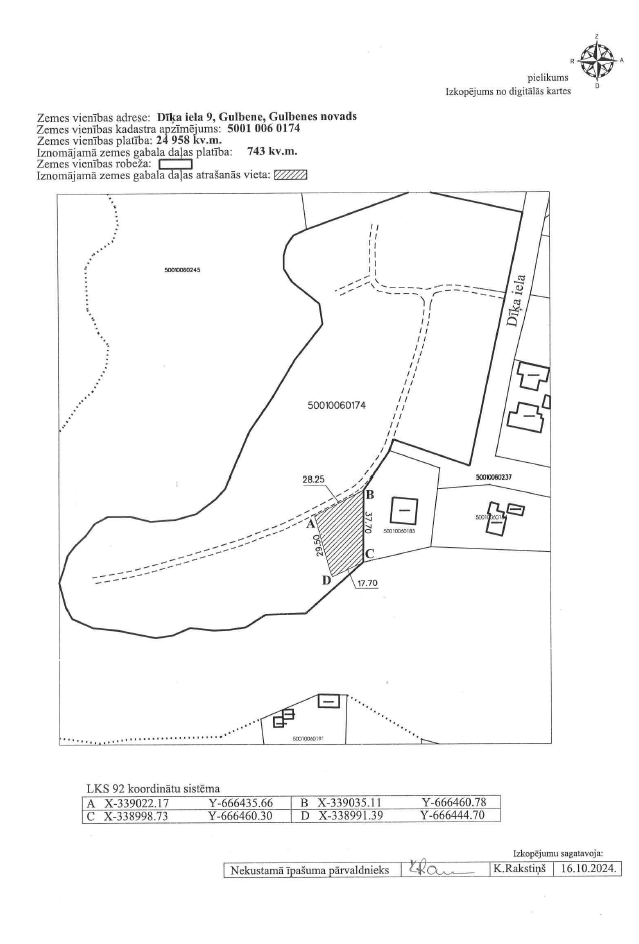 Z
R
A
D
pielikums
Izkopējums no digitālās kartes
Zemes vienības adrese: Dīķa iela 9, Gulbene, Gulbenes novads
Zemes vienības kadastra apzīmējums: 5001 006 0174
Zemes vienības platība: 24 958 kv.m.
Iznomājamā zemes gabala daļas platība: 743 kv.m.
Zemes vienības robeža:
Iznomājamā zemes gabala daļas atrašanās vieta:
50010060245
Dīķa iela
50010060174
50010060237
28.25
B
A
37.70
50010060183
29.50
C
D
17.70
50010060191
LKS 92 koordinātu sistēma
A X-339022.17 Y-666435.66 B X-339035.11 Y-666460.78
C X-338998.73 Y-666460.30 D X-338991.39 Y-666444.70
Izkopējumu sagatavoja:
Nekustamā īpašuma pārvaldnieks K.Rakstiņš 16.10.2024.